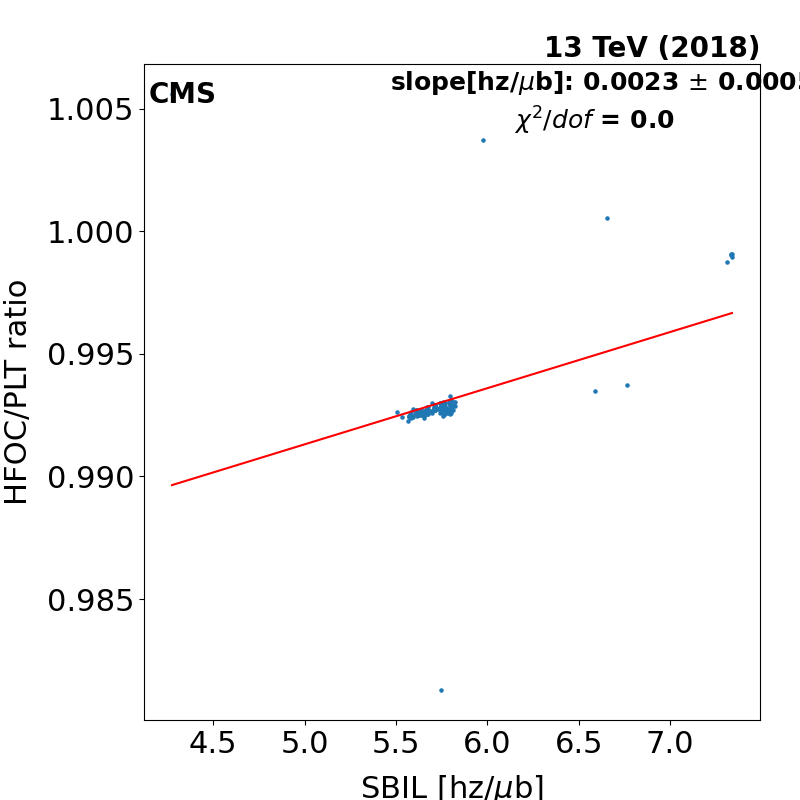 13 TeV (2018)
CMS
slope[hz/μb]: 0.0023 ± 0.000
χ²/dof = 0.0
1.005
1.000
0.995
0.990
0.985
HFOC/PLT ratio
4.5 5.0 5.5 6.0 6.5 7.0
SBIL [hz/μb]